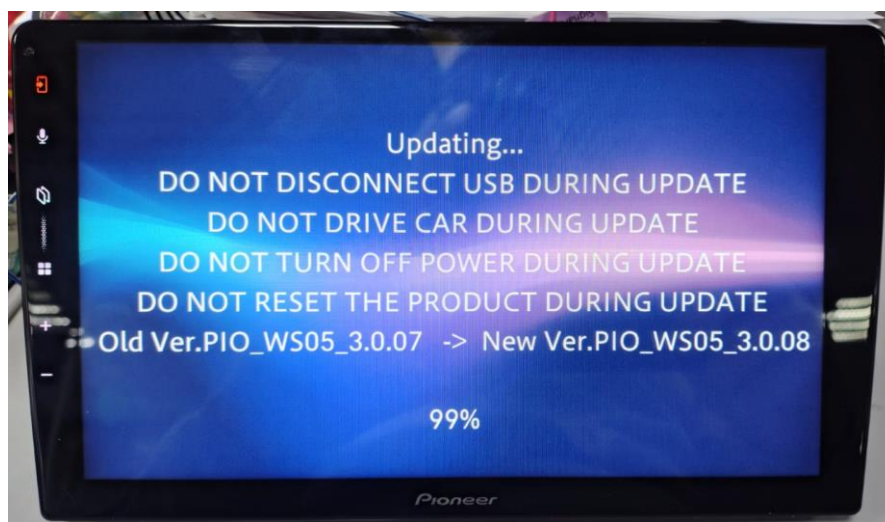 Updating...
DO NOT DISCONNECT USB DURING UPDATE
DO NOT DRIVE CAR DURING UPDATE
DO NOT TURN OFF POWER DURING UPDATE
DO NOT RESET THE PRODUCT DURING UPDATE
Old Ver.PIO_WS05_3.0.07 -> New Ver.PIO_WS05_3.0.08
99%
Pioneer